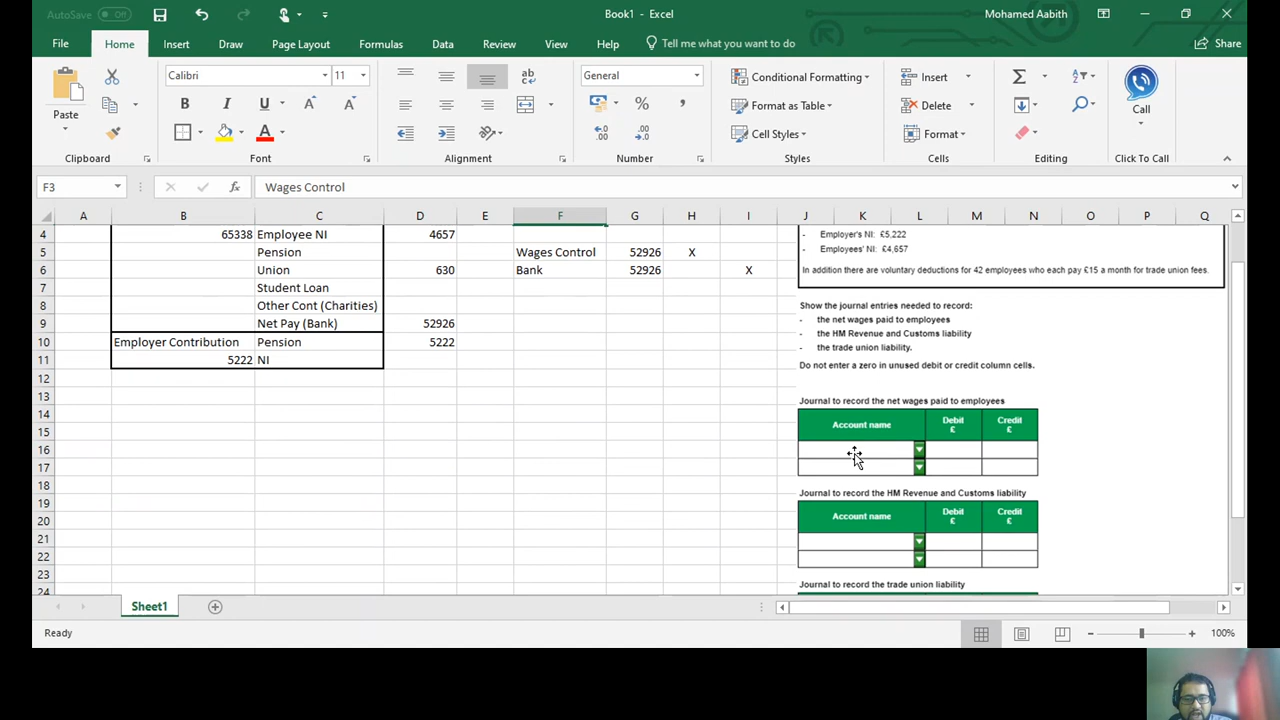 AutoSave Off
Book1 - Excel
Mohamed Aabith
File Home Insert Draw Page Layout Formulas Data Review View Help Tell me what you want to do Share
Paste
Clipboard
Calibri 11
B I U A A
A
Font
ab
Alignment
General
% ,
Number
Conditional Formatting
Format as Table
Cell Styles
Styles
Insert
Delete
Format
Cells
Editing
Call
Click To Call
F3 fx Wages Control
A B C D E F G H I J K L M N O P Q
4 65338 Employee NI 4657
5 Pension Wages Control 52926 X
6 Union 630 Bank 52926 X
7 Student Loan
8 Other Cont (Charities)
9 Net Pay (Bank) 52926
10 Employer Contribution Pension 5222
11 5222 NI
12
13
14
15
16
17
18
19
20
21
22
23
24
- Employer's NI: £5,222
- Employees' NI: £4,657
In addition there are voluntary deductions for 42 employees who each pay £15 a month for trade union fees.
Show the journal entries needed to record:
- the net wages paid to employees
- the HM Revenue and Customs liability
- the trade union liability.
Do not enter a zero in unused debit or credit column cells.
Journal to record the net wages paid to employees
Account name Debit £ Credit £
Journal to record the HM Revenue and Customs liability
Account name Debit £ Credit £
Journal to record the trade union liability
Sheet1
Ready
100%